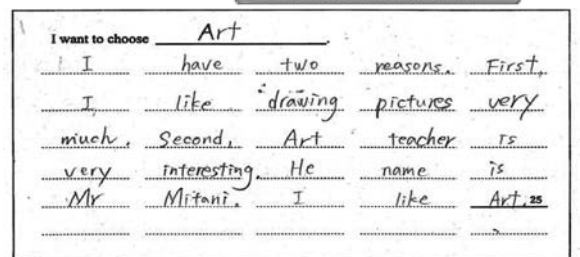 I want to choose Art.
I have two reasons. First,
I like drawing pictures very
much. Second, Art teacher is
very interesting. He name is
Mr Mitani. I like Art. 25